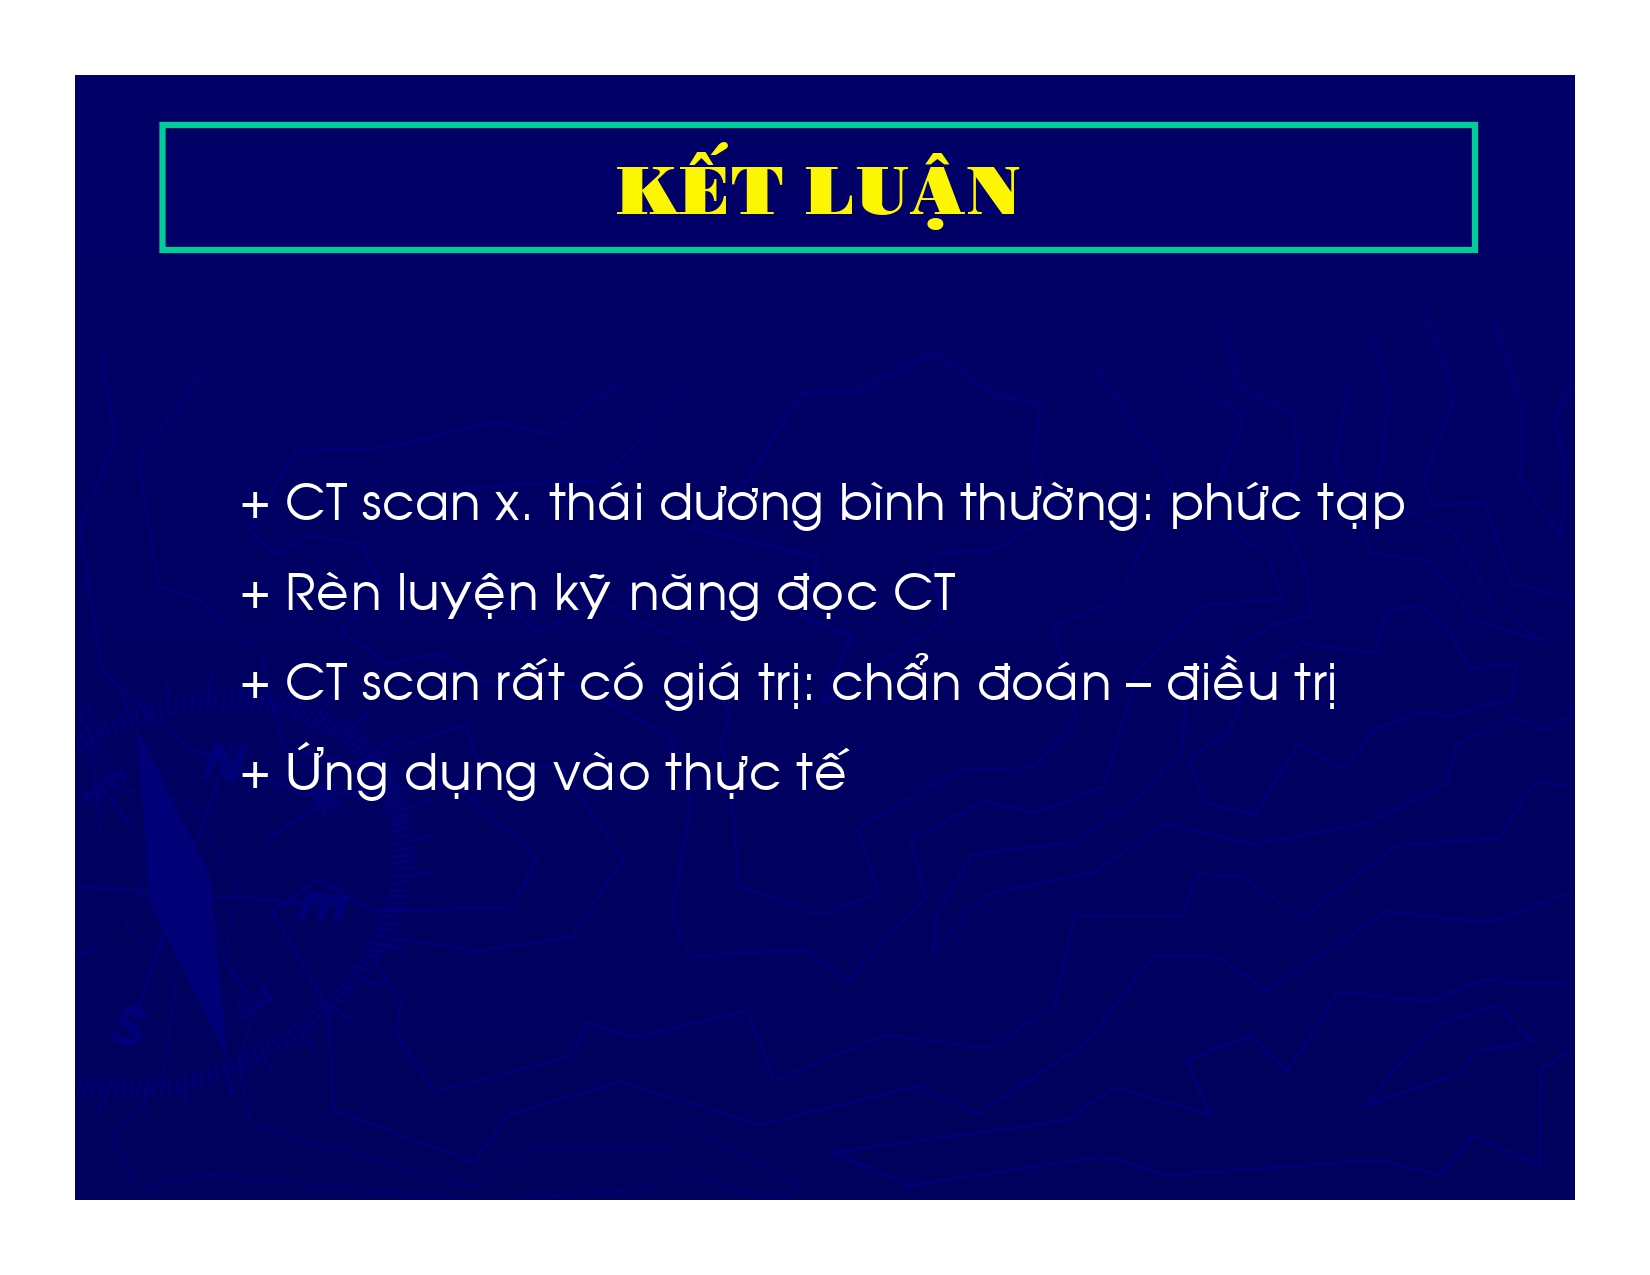 KẾT LUẬN
+ CT scan x. thái dương bình thường: phức tạp
+ Rèn luyện kỹ năng đọc CT
+ CT scan rất có giá trị: chẩn đoán – điều trị
+ Ứng dụng vào thực tế
N
E
S